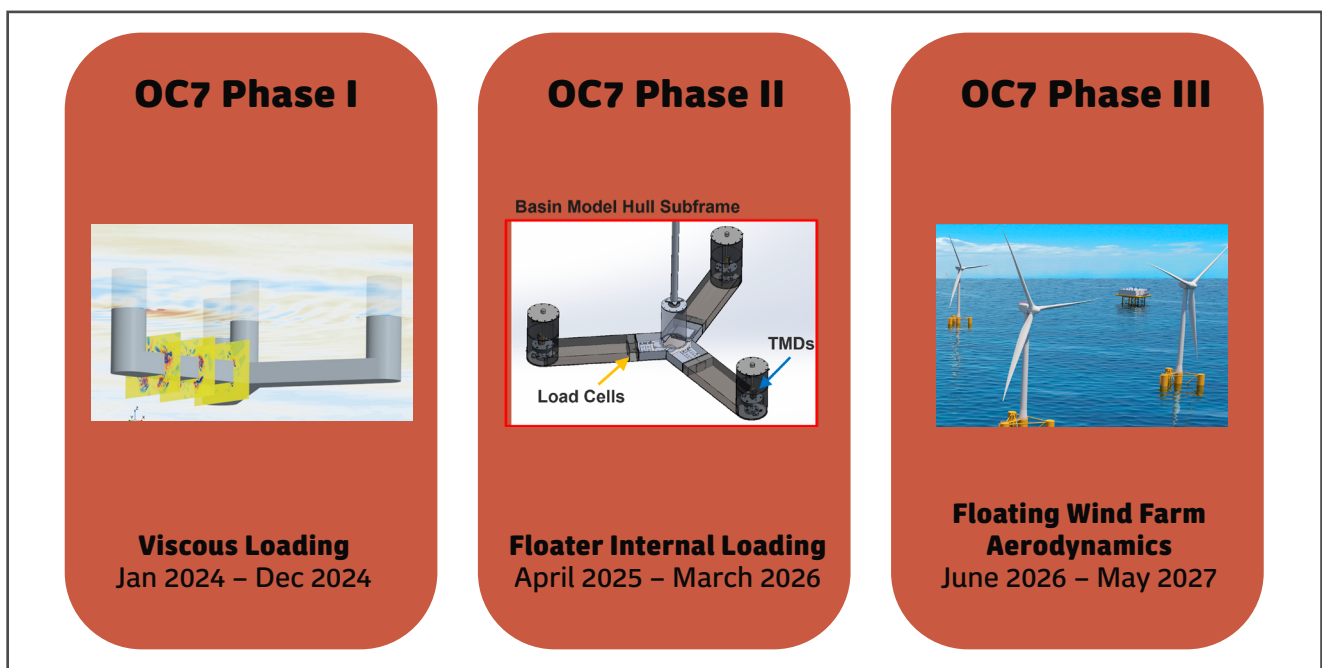 OC7 Phase I
Viscous Loading
Jan 2024 – Dec 2024
OC7 Phase II
Basin Model Hull Subframe
TMDs
Load Cells
Floater Internal Loading
April 2025 – March 2026
OC7 Phase III
Floating Wind Farm
Aerodynamics
June 2026 – May 2027